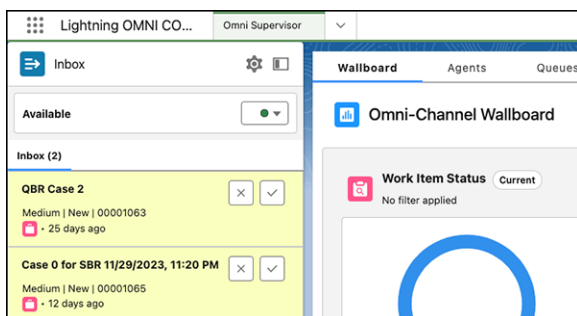 Lightning OMNI CO...
Omni Supervisor
Inbox
Available
Inbox (2)
QBR Case 2
Medium | New | 00001063
• 25 days ago
Case 0 for SBR 11/29/2023, 11:20 PM
Medium | New | 00001065
• 12 days ago
Wallboard Agents Queues
Omni-Channel Wallboard
Work Item Status Current
No filter applied